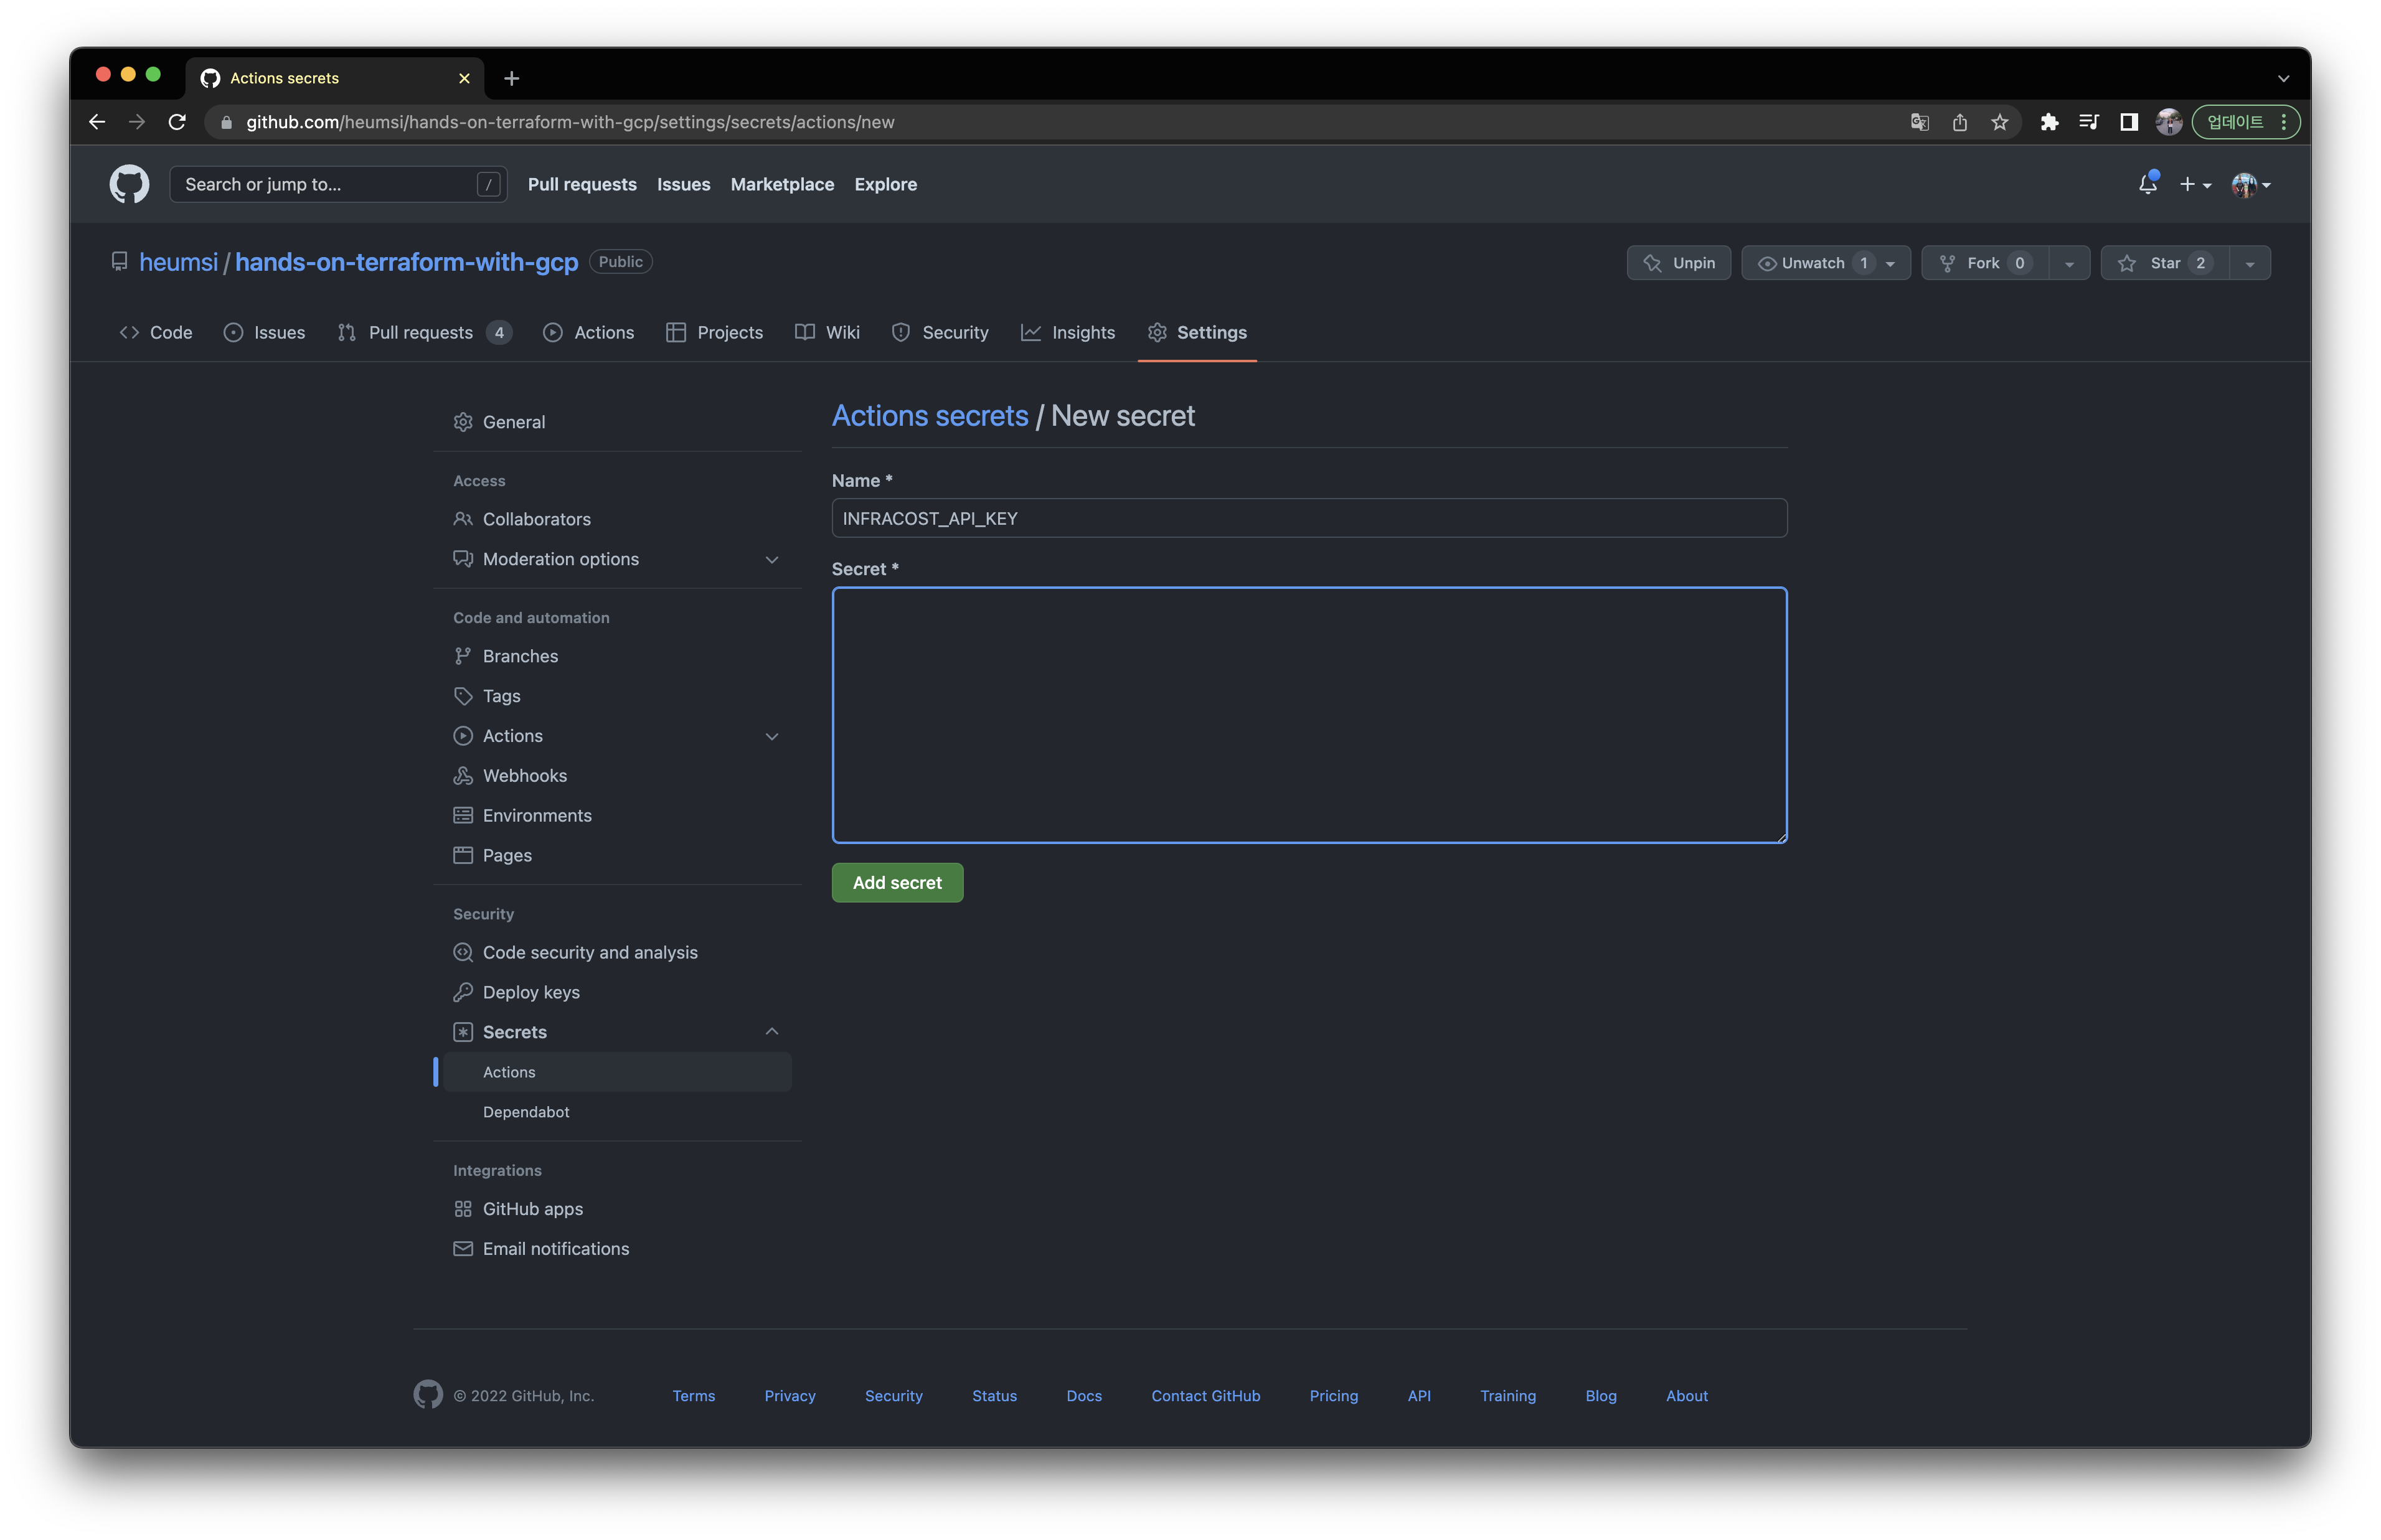 Actions secrets
github.com/heumsi/hands-on-terraform-with-gcp/settings/secrets/actions/new
업데이트
Search or jump to...
/
Pull requests
Issues
Marketplace
Explore
heumsi / hands-on-terraform-with-gcp
Public
Unpin
Unwatch 1
Fork 0
Star 2
Code
Issues
Pull requests 4
Actions
Projects
Wiki
Security
Insights
Settings
General
Access
Collaborators
Moderation options
Code and automation
Branches
Tags
Actions
Webhooks
Environments
Pages
Security
Code security and analysis
Deploy keys
Secrets
Actions
Dependabot
Integrations
GitHub apps
Email notifications
Actions secrets / New secret
Name *
INFRACOST_API_KEY
Secret *
Add secret
© 2022 GitHub, Inc.
Terms
Privacy
Security
Status
Docs
Contact GitHub
Pricing
API
Training
Blog
About